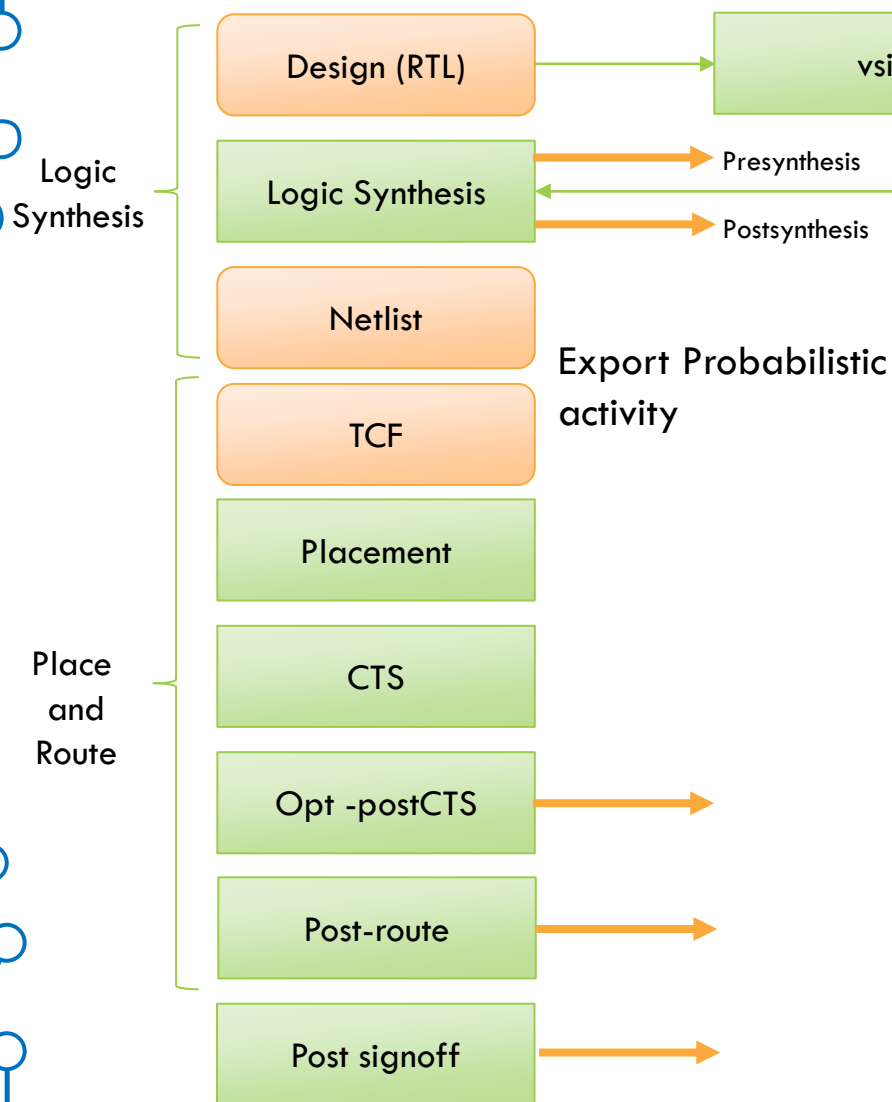 Design (RTL)
vsi
Presynthesis
Logic
Synthesis
Logic Synthesis
Postsynthesis
Netlist
Export Probabilistic
activity
TCF
Placement
Place
and
Route
CTS
Opt -postCTS
Post-route
Post signoff